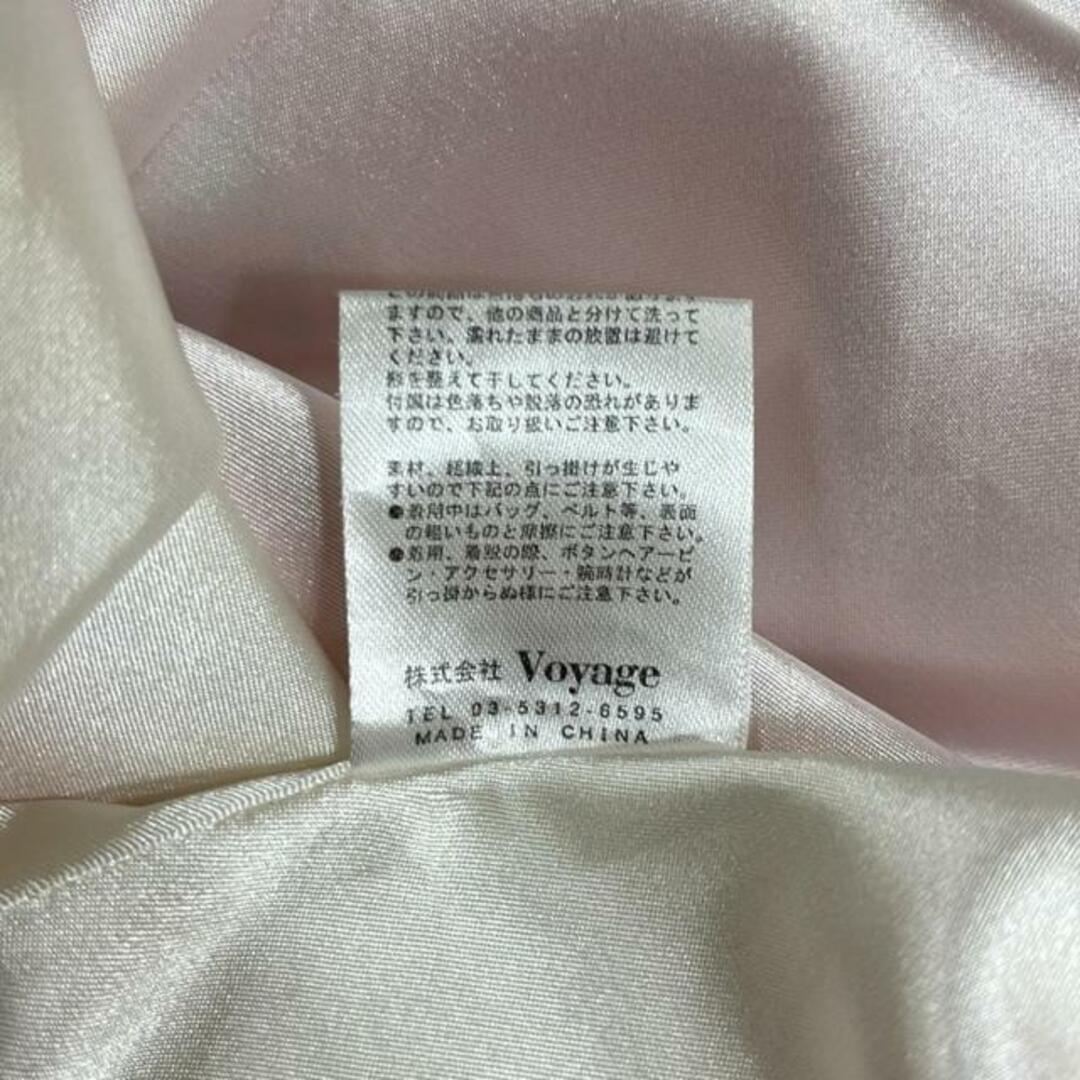 ますので、他の商品と分けて洗って
下さい。濡れたままの放置は避けて
ください。
形を整えて干してください。
付属は色落ちや脱落の恐れがありま
すので、お取り扱いご注意下さい。
素材、組織上、引っ掛けが生じや
すいので下記の点にご注意下さい。
●着用中はバッグ、ベルト等、表面
の粗いものと摩擦にご注意下さい。
●着用、着脱の際、ボタンヘアーピ
ン・アクセサリー・腕時計などが
引っ掛からぬ様にご注意下さい。
株式会社 Voyage
TEL 03-5312-6595
MADE IN CHINA